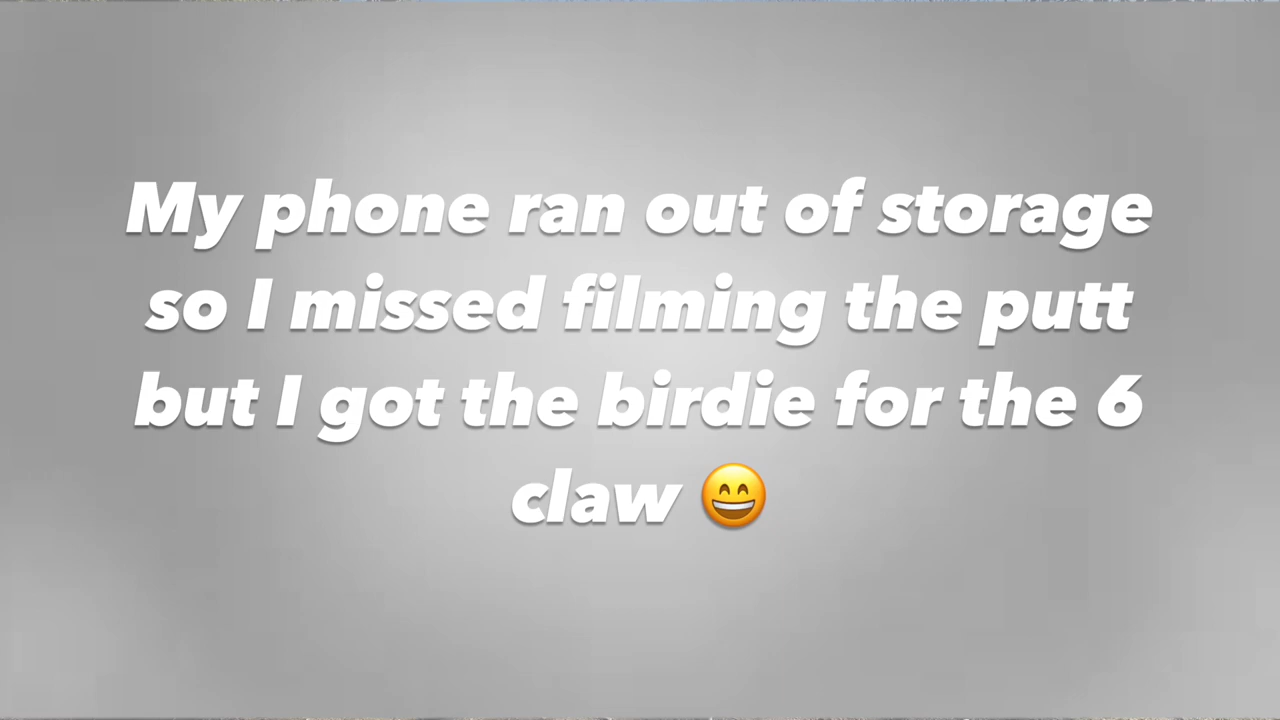 My phone ran out of storage
so I missed filming the putt
but I got the birdie for the 6
claw 😄